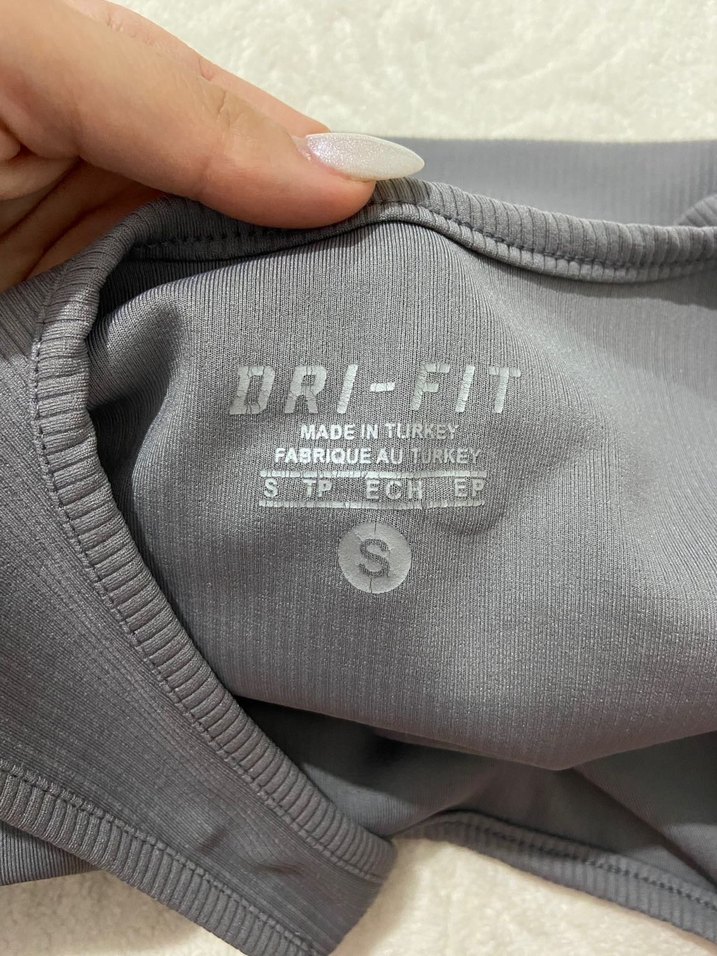 DRI-FIT
MADE IN TURKEY
FABRIQUE AU TURKEY
S TP ECH EP
S